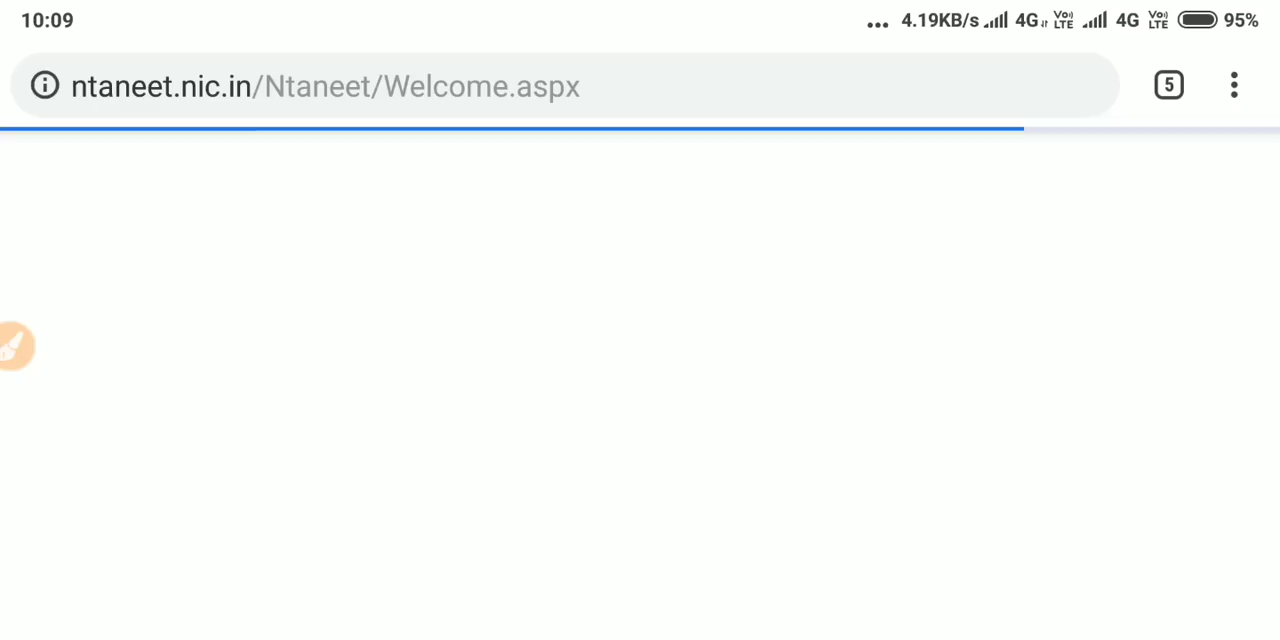 10:09 ... 4.19KB/s 4G Vo)) LTE 4G Vo)) LTE 95%
ntaneet.nic.in/Ntaneet/Welcome.aspx 5